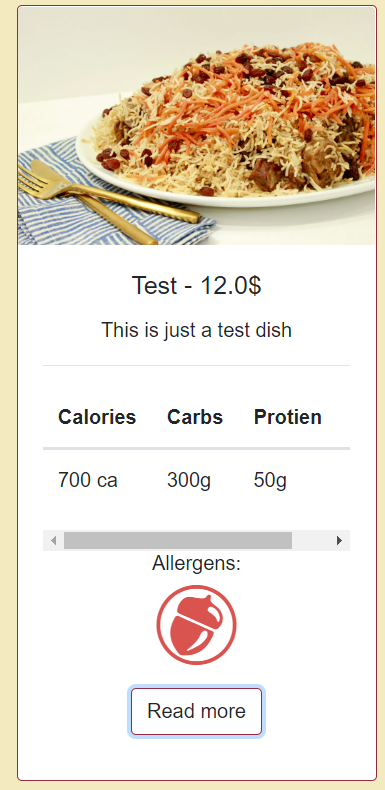 Test - 12.0$
This is just a test dish
Calories Carbs Protien
700 ca 300g 50g
Allergens:
Read more